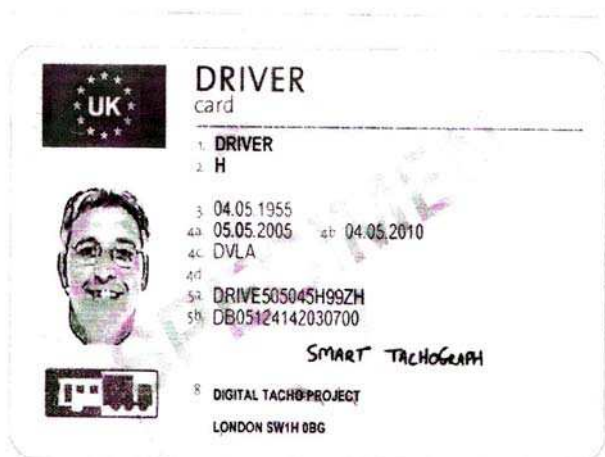 UK
DRIVER
card
1. DRIVER
2. H
3. 04.05.1955
4a. 05.05.2005 4b. 04.05.2010
4c. DVLA
4d.
5a. DRIVE505045H99ZH
5b. DB05124142030700
SMART TACHOGRAPH
8 DIGITAL TACHO PROJECT
LONDON SW1H 0BG
SPECIMEN